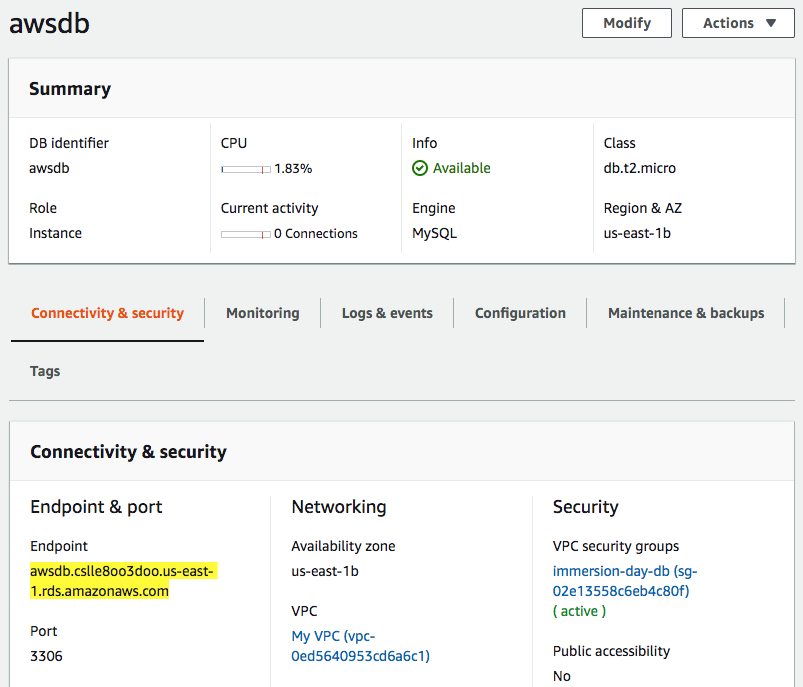 awsdb
Modify
Actions
Summary
DB identifier
awsdb
CPU
1.83%
Info
Available
Class
db.t2.micro
Role
Instance
Current activity
0 Connections
Engine
MySQL
Region & AZ
us-east-1b
Connectivity & security
Monitoring
Logs & events
Configuration
Maintenance & backups
Tags
Connectivity & security
Endpoint & port
Endpoint
awsdb.cslle8oo3doo.us-east-
1.rds.amazonaws.com
Port
3306
Networking
Availability zone
us-east-1b
VPC
My VPC (vpc-
0ed5640953cd6a6c1)
Security
VPC security groups
immersion-day-db (sg-
02e13558c6eb4c80f)
( active )
Public accessibility
No